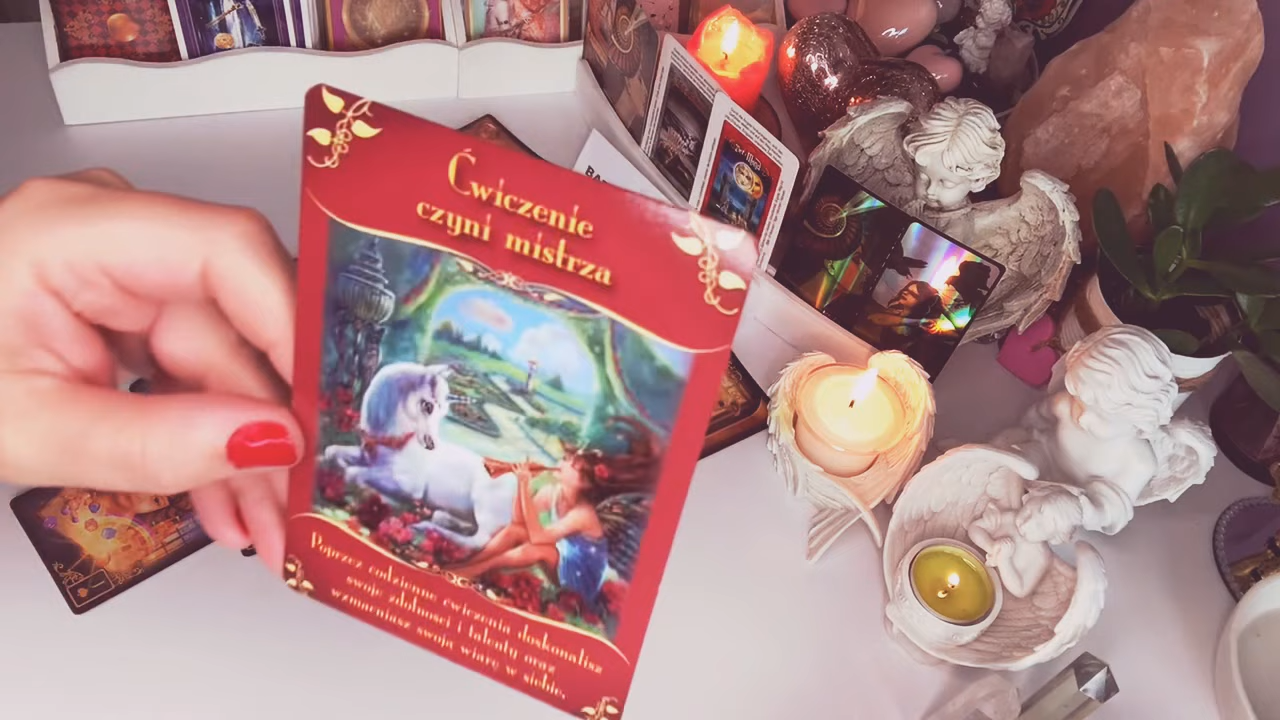 Ćwiczenie
czyni mistrza
Poprzez codzienne ćwiczenia doskonalisz
swoje zdolności i talenty oraz
wzmacniasz swoją wiarę w siebie.